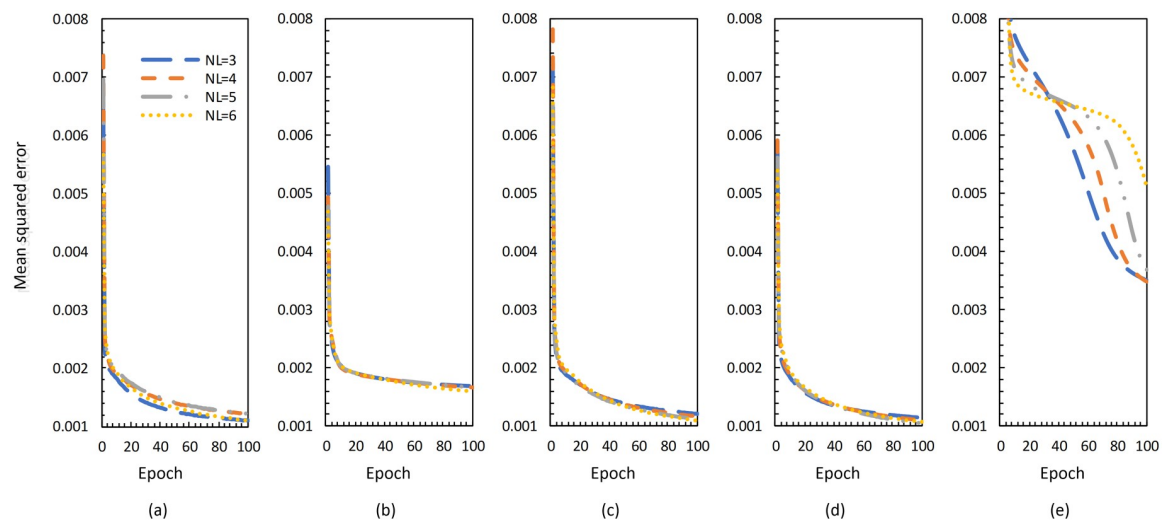 0.008 0.008 0.008 0.008 0.008
NL=3
NL=4
NL=5
NL=6
0.007 0.007 0.007 0.007 0.007
0.006 0.006 0.006 0.006 0.006
0.005 0.005 0.005 0.005 0.005
0.004 0.004 0.004 0.004 0.004
0.003 0.003 0.003 0.003 0.003
0.002 0.002 0.002 0.002 0.002
0.001 0.001 0.001 0.001 0.001
Mean squared error
0 20 40 60 80 100 0 20 40 60 80 100 0 20 40 60 80 100 0 20 40 60 80 100 0 20 40 60 80 100
Epoch Epoch Epoch Epoch Epoch
(a) (b) (c) (d) (e)